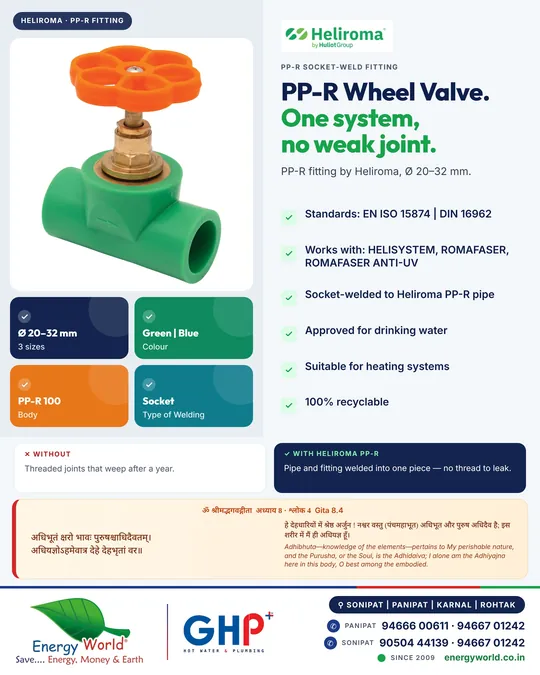 HELIROMA · PP-R FITTING
Heliroma®
by HuliotGroup
PP-R SOCKET-WELD FITTING
PP-R Wheel Valve.
One system,
no weak joint.
PP-R fitting by Heliroma, Ø 20–32 mm.
Standards: EN ISO 15874 | DIN 16962
Works with: HELISYSTEM, ROMAFASER,
ROMAFASER ANTI-UV
Socket-welded to Heliroma PP-R pipe
Approved for drinking water
Suitable for heating systems
100% recyclable
Ø 20–32 mm
3 sizes
Green | Blue
Colour
PP-R 100
Body
Socket
Type of Welding
✕ WITHOUT
Threaded joints that weep after a year.
✓ WITH HELIROMA PP-R
Pipe and fitting welded into one piece — no thread to leak.
ॐ श्रीमद्भगवद्गीता अध्याय 8 · श्लोक 4 Gita 8.4
अधिभूतं क्षरो भावः पुरुषश्चाधिदैवतम्।
अधियज्ञोऽहमेवात्र देहे देहभृतां वर॥
हे देहधारियों में श्रेष्ठ अर्जुन ! नश्वर वस्तु (पंचमहाभूत) अधिभूत और पुरुष अधिदैव है; इस
शरीर में मैं ही अधियज्ञ हूँ।
Adhibhuta—knowledge of the elements—pertains to My perishable nature,
and the Purusha, or the Soul, is the Adhidaiva; I alone am the Adhiyajna
here in this body, O best among the embodied.
Energy World®
Save.... Energy, Money & Earth
GHP+
HOT WATER & PLUMBING
SONIPAT | PANIPAT | KARNAL | ROHTAK
PANIPAT 94666 00611 · 94667 01242
SONIPAT 90504 44139 · 94667 01242
SINCE 2009 energyworld.co.in